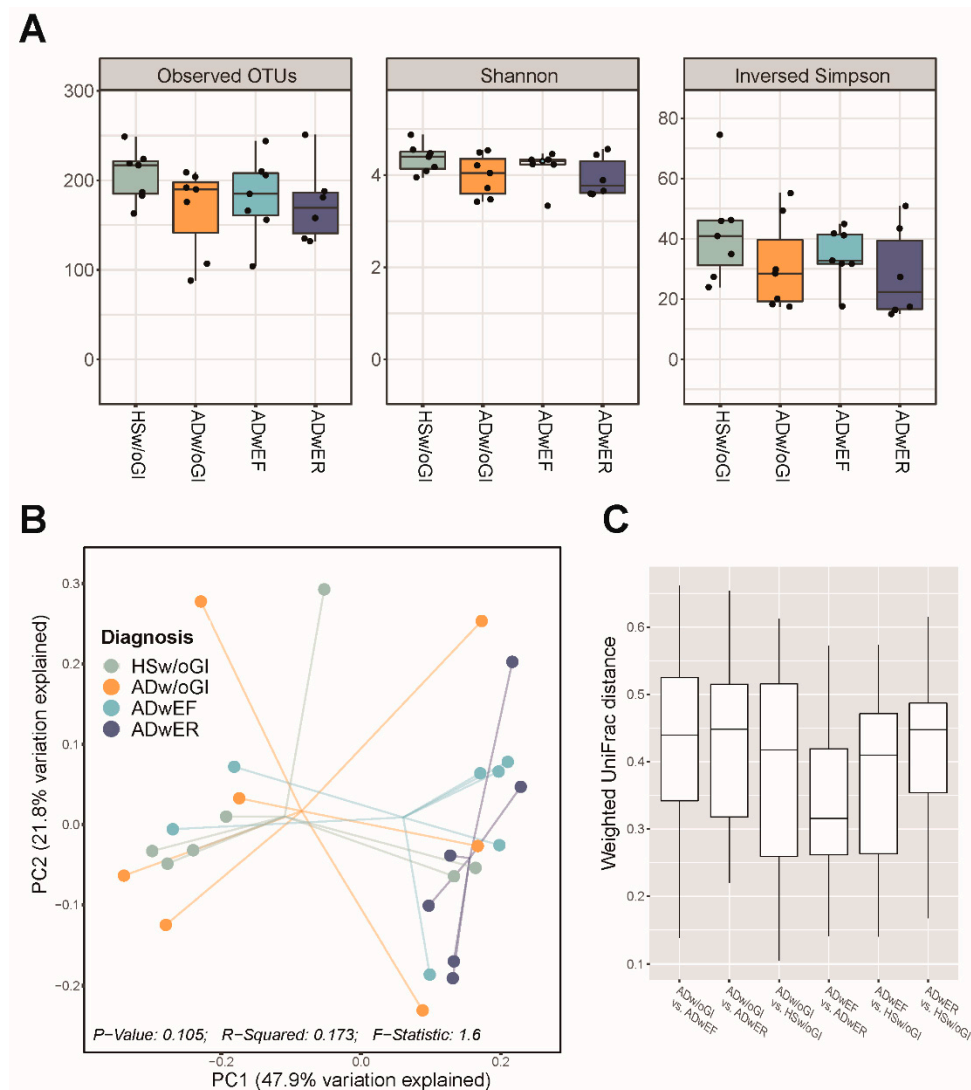 A
Observed OTUs
Shannon
Inversed Simpson
300
200
100
0
4
2
0
80
60
40
20
0
HSw/oGI
ADw/oGI
ADwEF
ADwER
HSw/oGI
ADw/oGI
ADwEF
ADwER
HSw/oGI
ADw/oGI
ADwEF
ADwER
B
PC2 (21.8% variation explained)
0.3
0.2
0.1
0.0
−0.1
−0.2
Diagnosis
HSw/oGI
ADw/oGI
ADwEF
ADwER
P−Value: 0.105; R−Squared: 0.173; F−Statistic: 1.6
−0.2
0.0
0.2
PC1 (47.9% variation explained)
C
Weighted UniFrac distance
0.6
0.5
0.4
0.3
0.2
0.1
ADw/oGI
vs. ADwEF
ADw/oGI
vs. ADwER
ADw/oGI
vs. HSw/oGI
ADwEF
vs. ADwER
ADwEF
vs. HSw/oGI
ADwER
vs. HSw/oGI